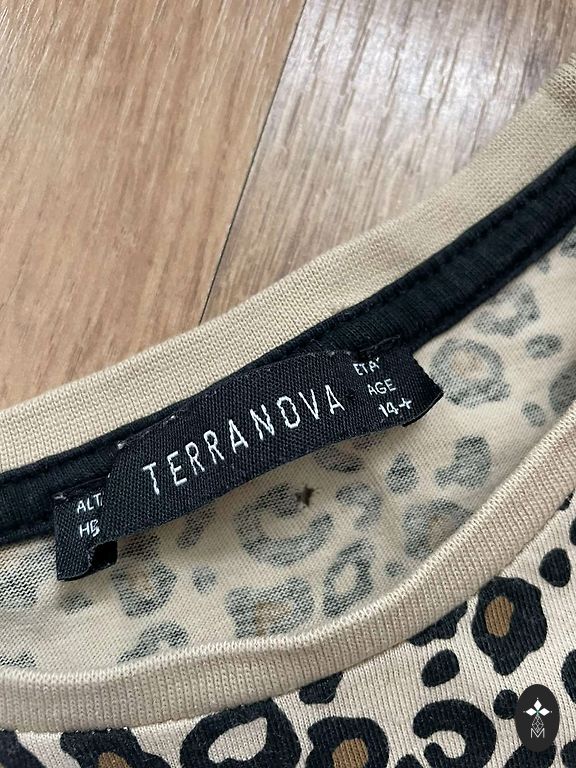 TERRANOVA
ETA'
AGE
14+
ALT
HE
M